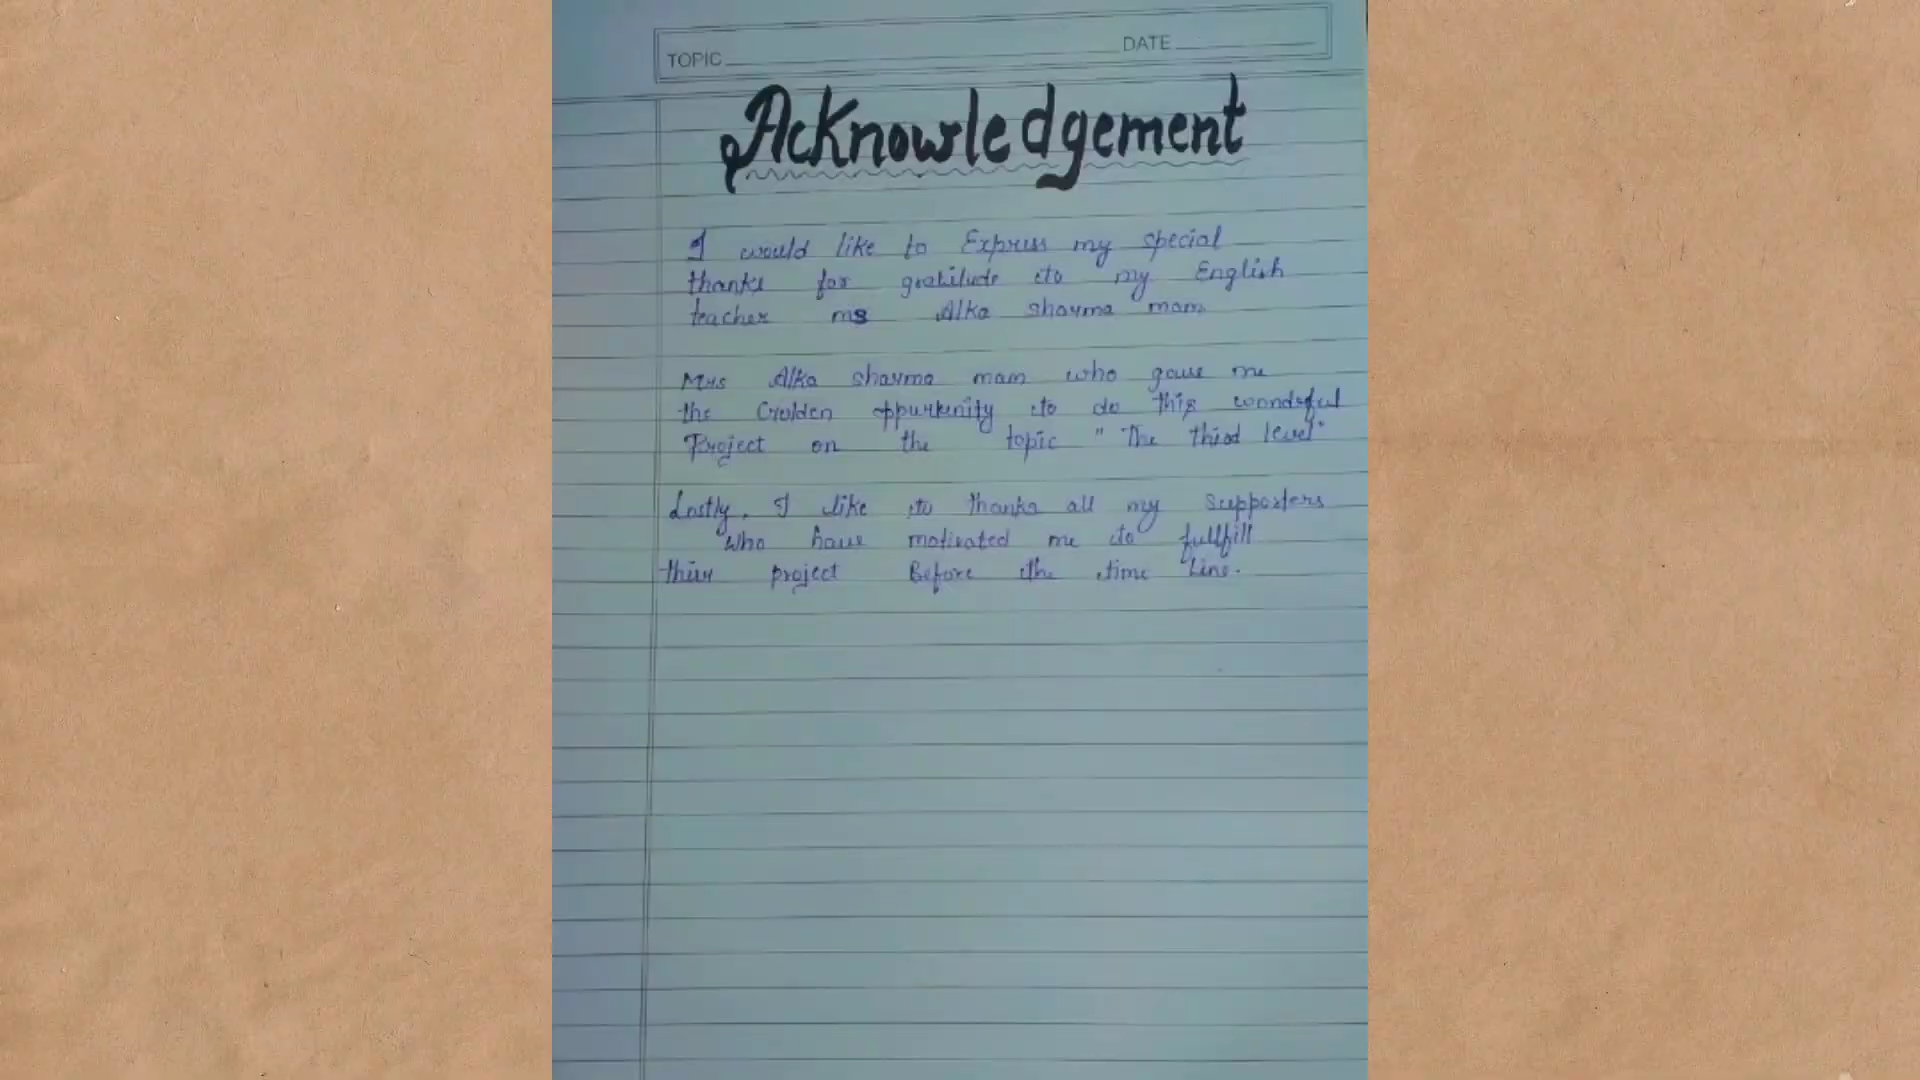 TOPIC DATE
Acknowledgement
I would like to Express my special
thanks for gratitude to my English
teacher ms Alka sharma mam
Mrs Alka sharma mam who gave me
the Golden oppurtunity to do this wondeful
Project on the topic "The third level"
Lastly, I like to thanks all my supporters
who have motivated me to fullfill
project Before the time line.